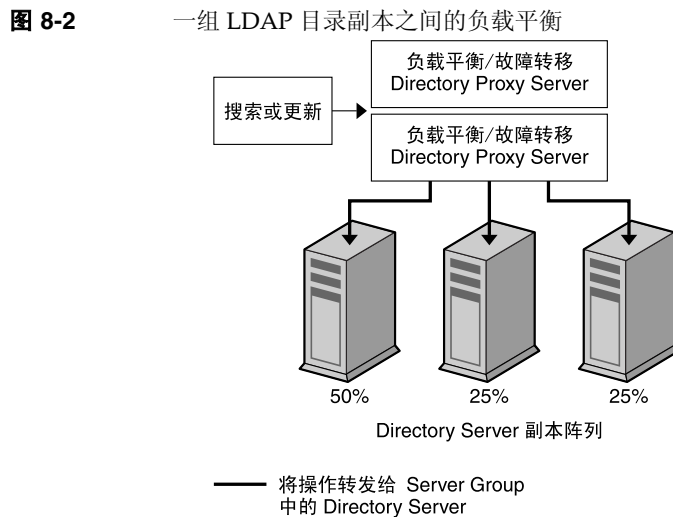 图 8-2 一组 LDAP 目录副本之间的负载平衡
负载平衡/故障转移
Directory Proxy Server
搜索或更新
负载平衡/故障转移
Directory Proxy Server
50% 25% 25%
Directory Server 副本阵列
将操作转发给 Server Group
中的 Directory Server